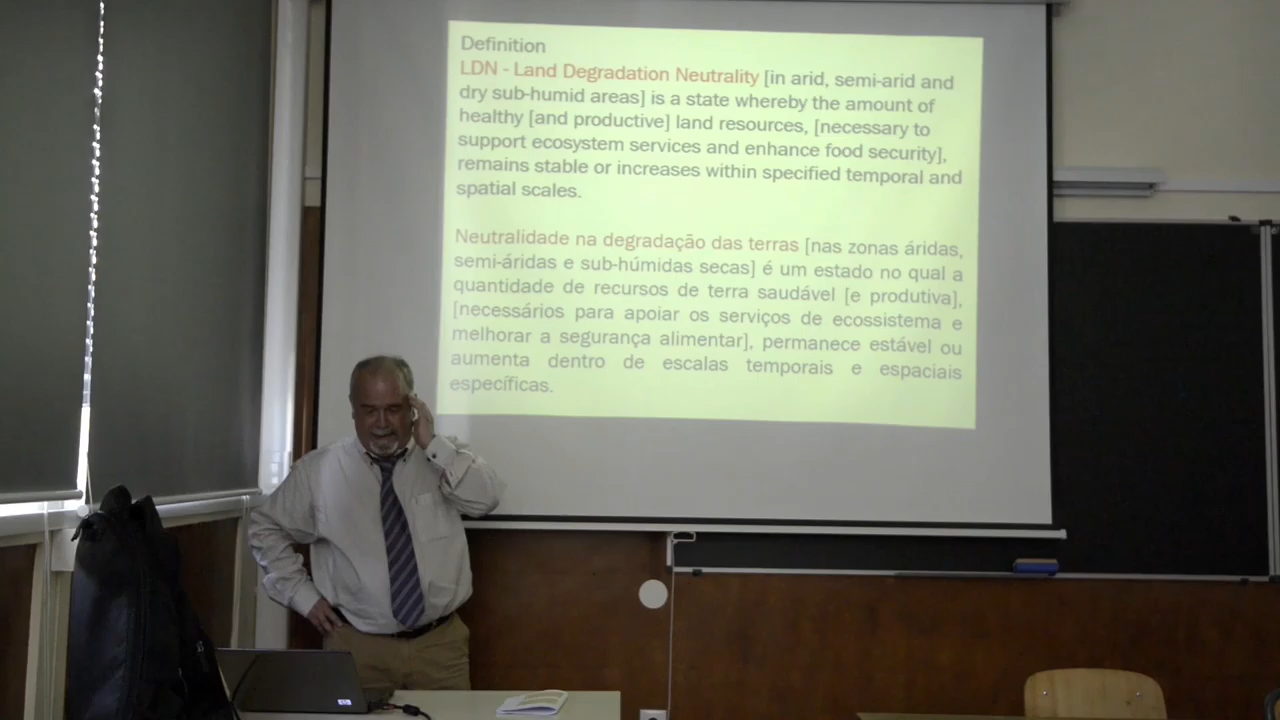 Definition
LDN - Land Degradation Neutrality [in arid, semi-arid and
dry sub-humid areas] is a state whereby the amount of
healthy [and productive] land resources, [necessary to
support ecosystem services and enhance food security],
remains stable or increases within specified temporal and
spatial scales.
Neutralidade na degradação das terras [nas zonas áridas,
semi-áridas e sub-húmidas secas] é um estado no qual a
quantidade de recursos de terra saudável [e produtiva],
[necessários para apoiar os serviços de ecossistema e
melhorar a segurança alimentar], permanece estável ou
aumenta dentro de escalas temporais e espaciais
específicas.